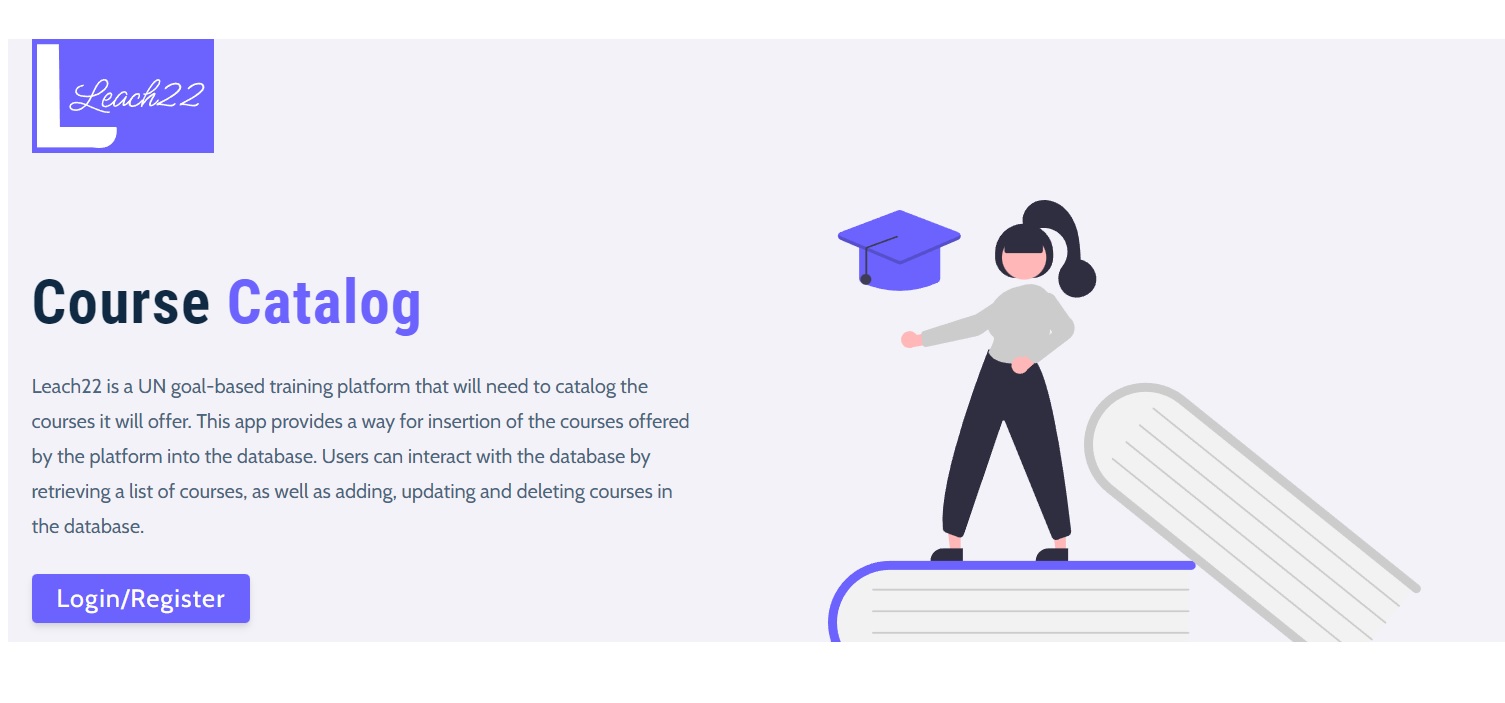 Leach22
Course Catalog
Leach22 is a UN goal-based training platform that will need to catalog the
courses it will offer. This app provides a way for insertion of the courses offered
by the platform into the database. Users can interact with the database by
retrieving a list of courses, as well as adding, updating and deleting courses in
the database.
Login/Register